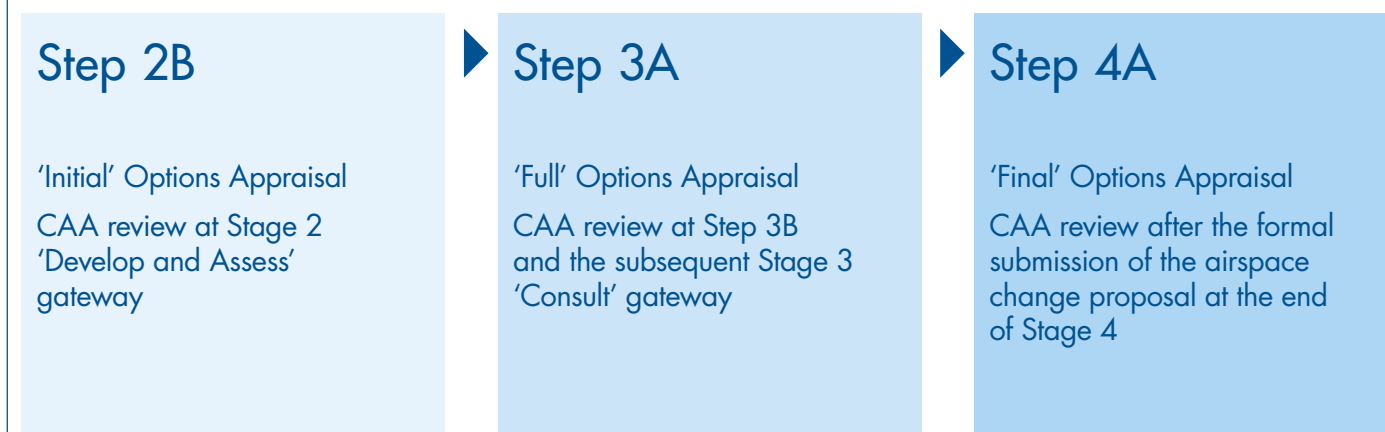 Step 2B
‘Initial’ Options Appraisal
CAA review at Stage 2
‘Develop and Assess’
gateway
Step 3A
‘Full’ Options Appraisal
CAA review at Step 3B
and the subsequent Stage 3
‘Consult’ gateway
Step 4A
‘Final’ Options Appraisal
CAA review after the formal
submission of the airspace
change proposal at the end
of Stage 4